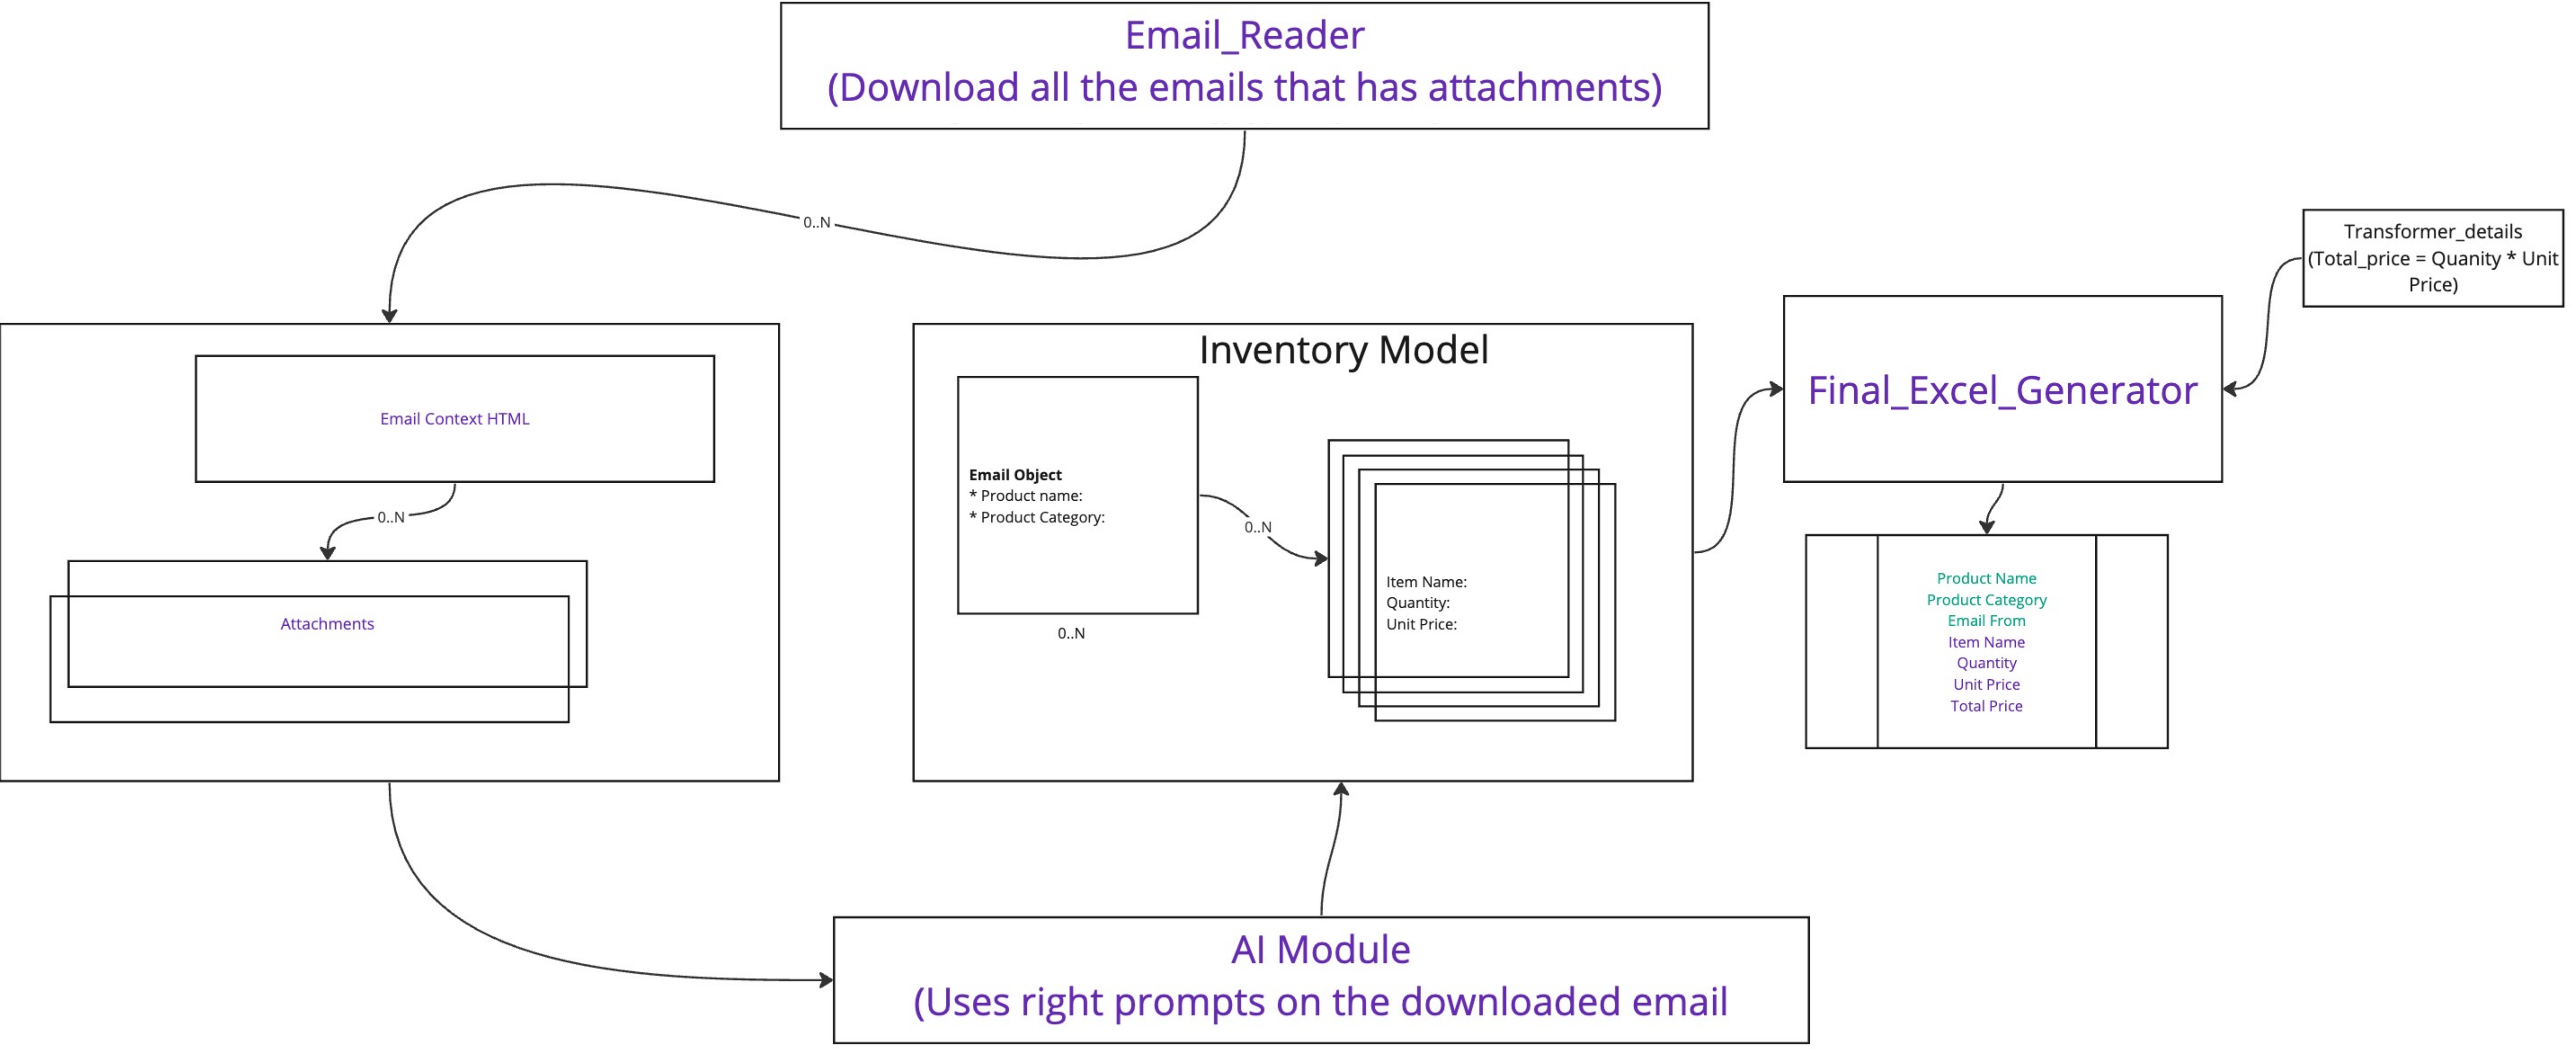 Email_Reader
(Download all the emails that has attachments)
0..N
Transformer_details
(Total_price = Quanity * Unit
Price)
Email Context HTML
0..N
Attachments
Inventory Model
Email Object
* Product name:
* Product Category:
0..N
0..N
Item Name:
Quantity:
Unit Price:
Final_Excel_Generator
Product Name
Product Category
Email From
Item Name
Quantity
Unit Price
Total Price
AI Module
(Uses right prompts on the downloaded email